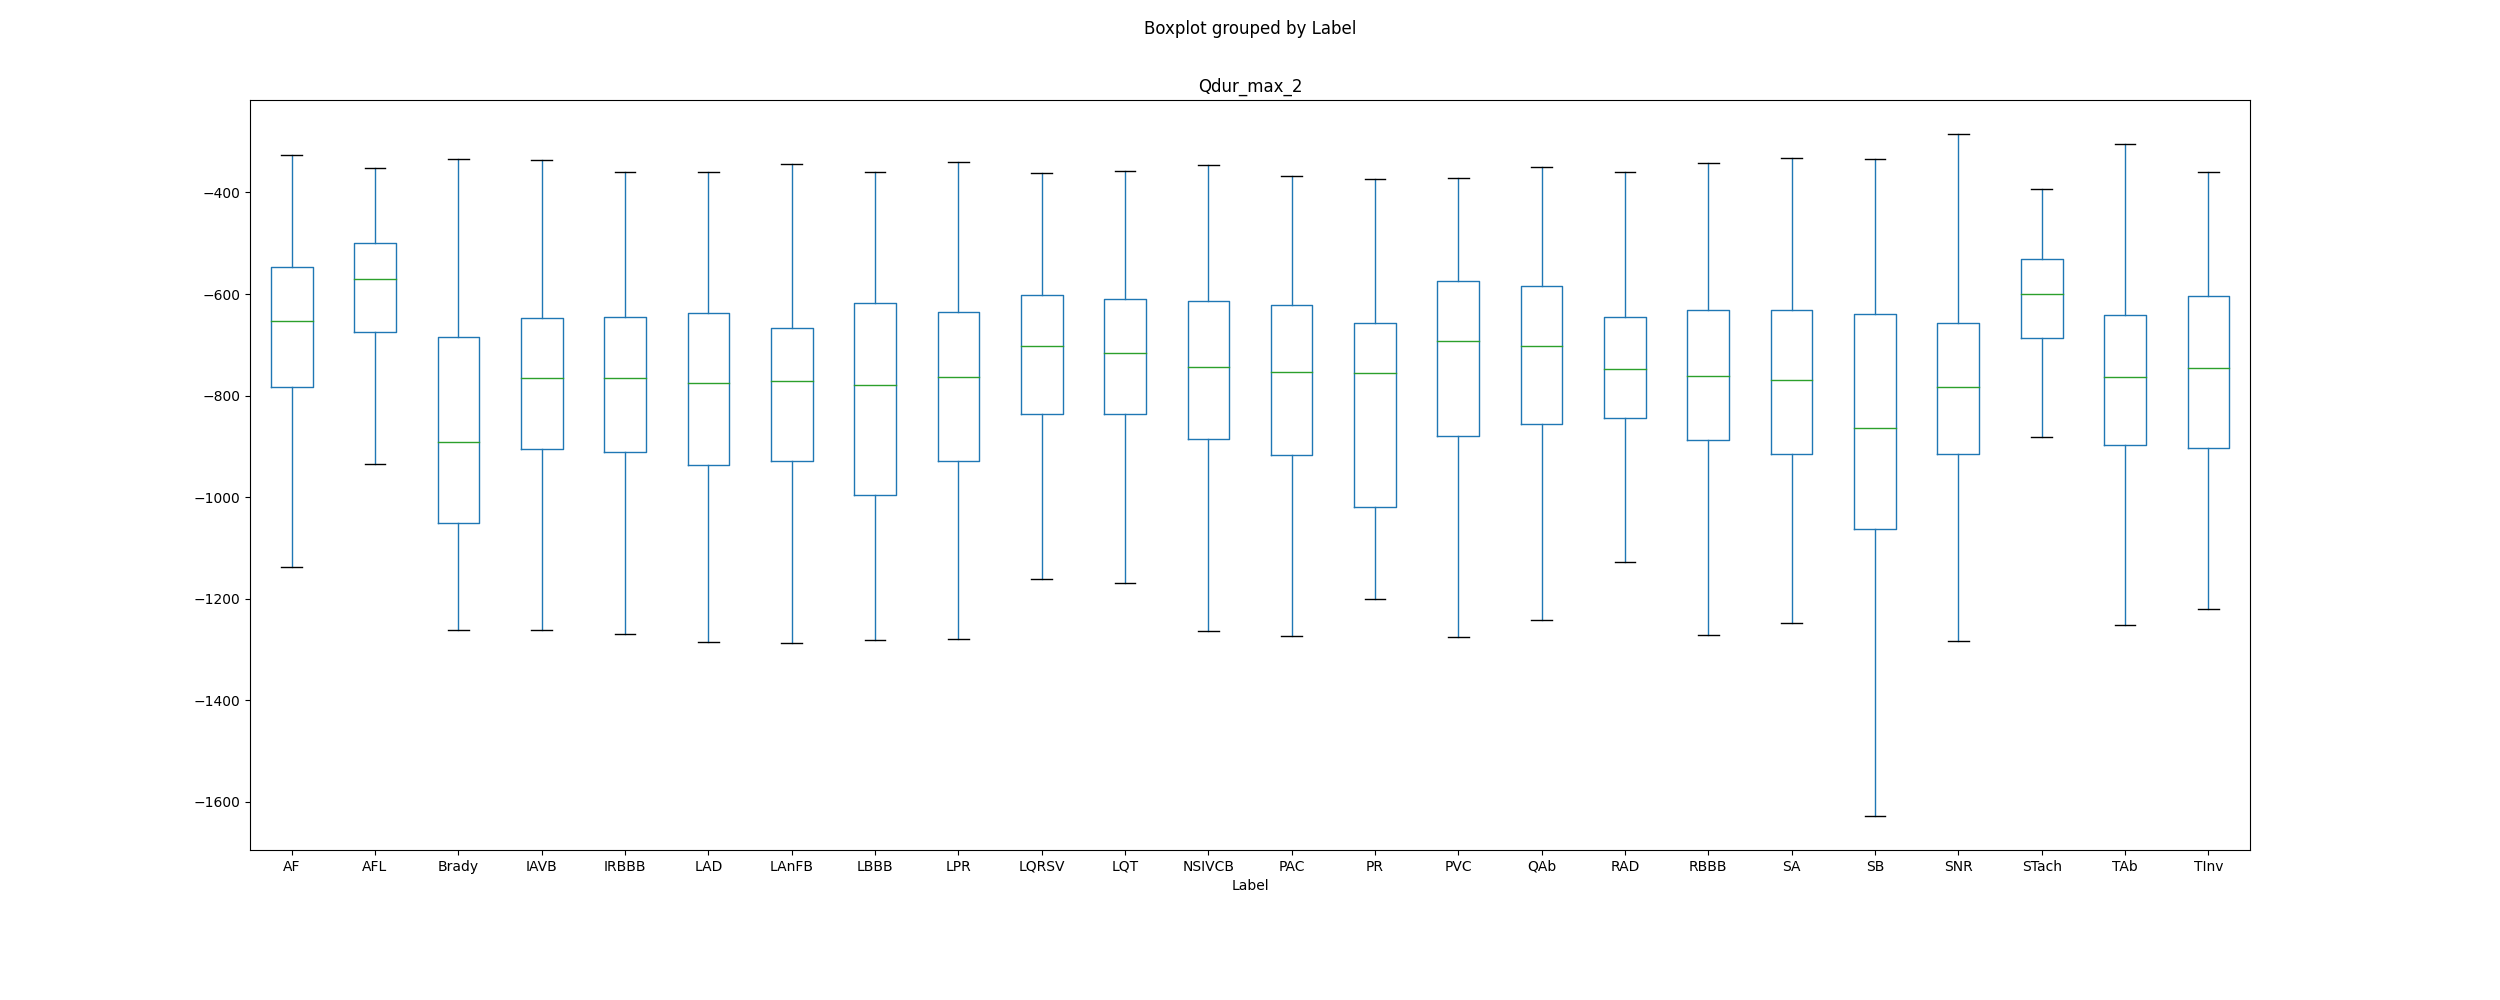 Boxplot grouped by Label
Qdur_max_2
−400
−600
−800
−1000
−1200
−1400
−1600
AF AFL Brady IAVB IRBBB LAD LAnFB LBBB LPR LQRSV LQT NSIVCB PAC PR PVC QAb RAD RBBB SA SB SNR STach TAb TInv
Label